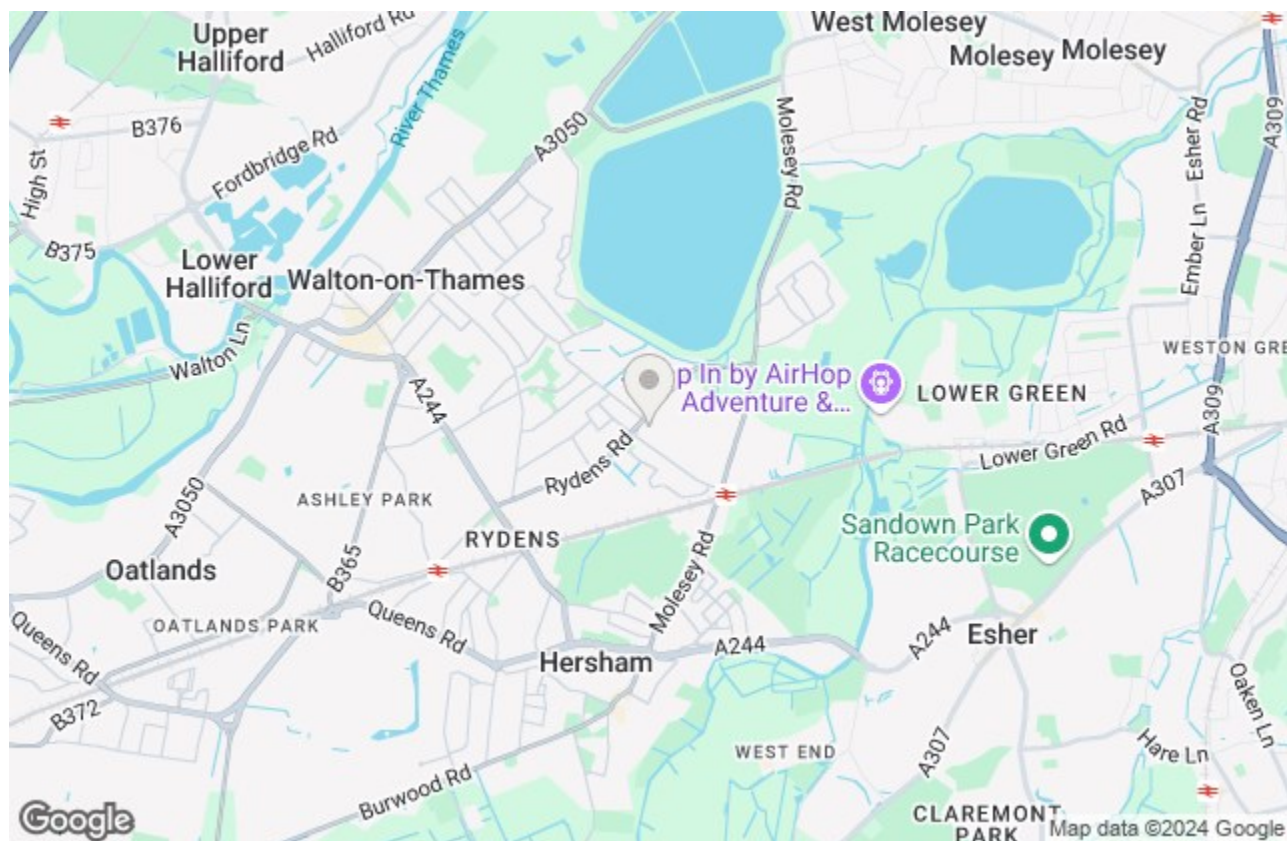 West Molesey
Upper
Halliford
Halliford Rd
Molesey
Molesey
B376
River Thames
A3050
Fordbridge Rd
Molesey Rd
Esher Rd
A309
High St
B375
Lower
Halliford
Walton-on-Thames
Ember Ln
Walton Ln
WESTON GRE
A244
p In by AirHop
Adventure &...
LOWER GREEN
A309
Rydens Rd
Lower Green Rd
A307
ASHLEY PARK
A3050
Sandown Park
Racecourse
RYDENS
B365
Oatlands
Molesey Rd
OATLANDS PARK
Queens Rd
Queens Rd
Hersham
A244
A244
Esher
Oaken Ln
B372
WEST END
A307
Hare Ln
Burwood Rd
CLAREMONT
PARK
Google
Map data ©2024 Google